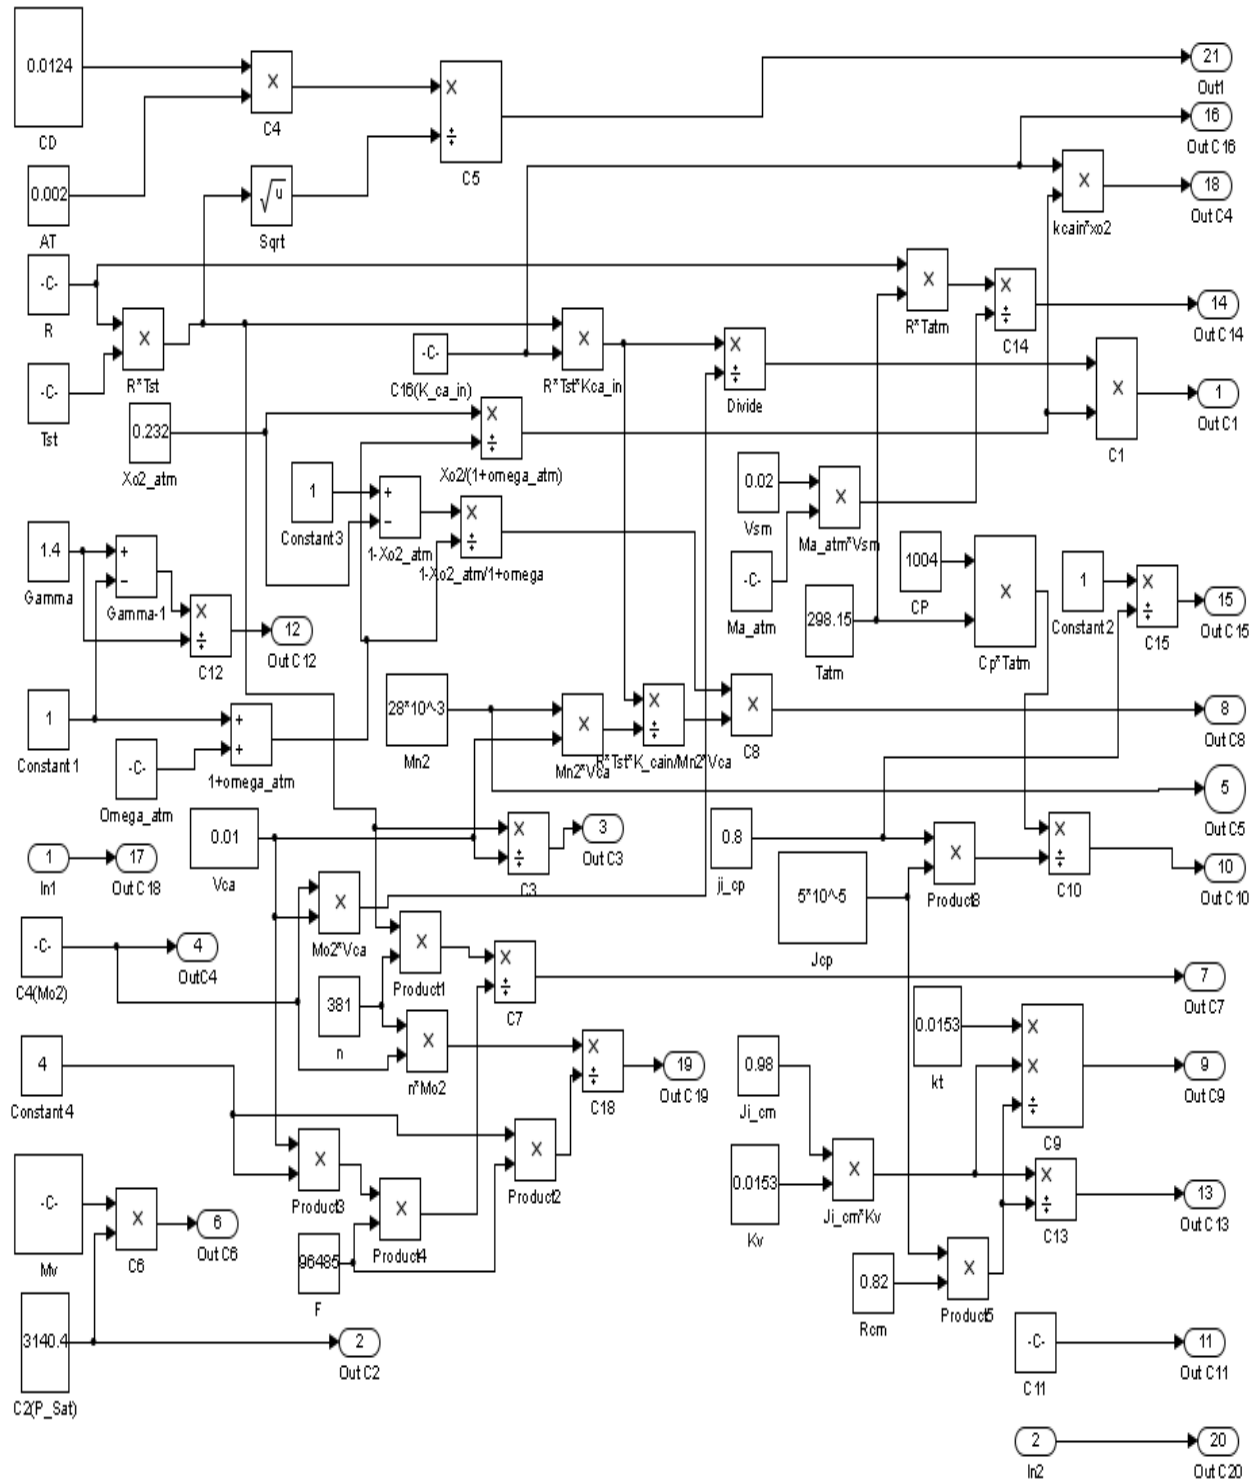 0.0124
CD
×
C4
×
÷
C5
21
Out1
16
Out C16
0.002
AT
√u
Sqrt
×
kcain*xo2
18
Out C4
-C-
R
×
R*Tst
-C-
Tst
-C-
C16(K_ca_in)
×
R*Tst*Kca_in
×
÷
Divide
×
R*Tatm
×
÷
C14
14
Out C14
×
C1
1
Out C1
0.232
Xo2_atm
×
÷
Xo2/(1+omega_atm)
1
Constant3
+
−
1-Xo2_atm
×
÷
1-Xo2_atm/1+omega
0.02
Vsm
×
Ma_atm*Vsm
-C-
Ma_atm
1.4
Gamma
+
−
Gamma-1
×
÷
C12
12
Out C12
298.15
Tatm
1004
CP
×
Cp*Tatm
1
Constant2
×
÷
C15
15
Out C15
1
Constant1
-C-
Omega_atm
+
+
1+omega_atm
28*10^-3
Mn2
×
Mn2*Vca
×
÷
R*Tst*K_cain/Mn2*Vca
×
C8
8
Out C8
5
Out C5
0.01
Vca
×
÷
C3
3
Out C3
0.8
ji_cp
×
Product8
×
÷
C10
10
Out C10
1
In1
17
Out C18
5*10^-5
Jcp
×
Mo2*Vca
-C-
C4(Mo2)
4
OutC4
×
Product1
×
÷
C7
7
Out C7
381
n
×
n*Mo2
×
÷
C18
19
Out C19
4
Constant4
0.0153
kt
×
×
÷
C9
9
Out C9
0.98
Ji_cm
×
Product3
×
Product2
-C-
Mv
×
C6
6
Out C6
×
Product4
0.0153
Kv
×
Ji_cm*Kv
×
÷
C13
13
Out C13
96485
F
×
Product5
0.82
Rcm
3140.4
C2(P_Sat)
2
Out C2
-C-
C11
11
Out C11
2
In2
20
Out C20